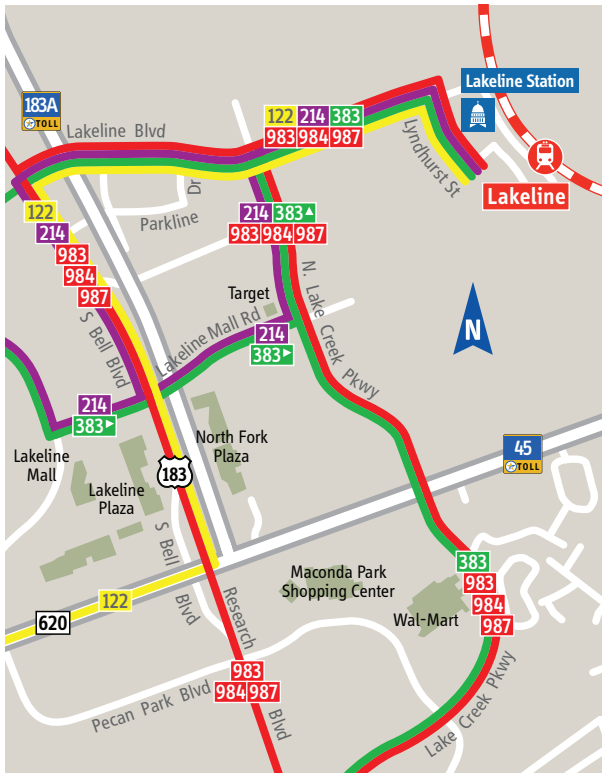 183A
TOLL
Lakeline Blvd
122 214 383
983 984 987
Lakeline Station
Lyndhurst St
Lakeline
Dr
Parkline
122
214
983
984
987
214 383
983 984 987
N. Lake Creek Pkwy
Target
N
S Bell Blvd
Lakeline Mall Rd
214
383
214
383
Lakeline
Mall
North Fork
Plaza
183
Lakeline
Plaza
45
TOLL
S Bell
Blvd
Maconda Park
Shopping Center
383
983
984
987
Wal-Mart
122
620
Research
Blvd
983
984 987
Pecan Park Blvd
Lake Creek Pkwy